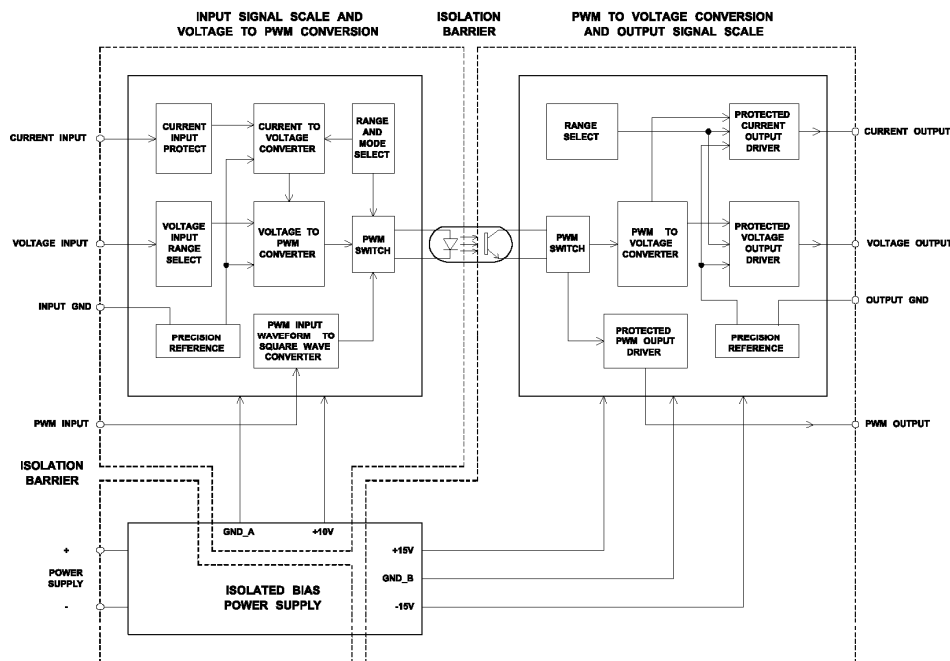 INPUT SIGNAL SCALE AND
VOLTAGE TO PWM CONVERSION
ISOLATION
BARRIER
PWM TO VOLTAGE CONVERSION
AND OUTPUT SIGNAL SCALE
CURRENT INPUT
CURRENT
INPUT
PROTECT
CURRENT TO
VOLTAGE
CONVERTER
RANGE
AND
MODE
SELECT
RANGE
SELECT
PROTECTED
CURRENT
OUTPUT
DRIVER
CURRENT OUTPUT
VOLTAGE INPUT
VOLTAGE
INPUT
RANGE
SELECT
VOLTAGE
TO PWM
CONVERTER
PWM
SWITCH
PWM
SWITCH
PWM TO
VOLTAGE
CONVERTER
PROTECTED
VOLTAGE
OUTPUT
DRIVER
VOLTAGE OUTPUT
INPUT GND
OUTPUT GND
PRECISION
REFERENCE
PWM INPUT
WAVEFORM TO
SQUARE WAVE
CONVERTER
PROTECTED
PWM OUPUT
DRIVER
PRECISION
REFERENCE
PWM INPUT
PWM OUTPUT
ISOLATION
BARRIER
GND_A
+10V
+
POWER
SUPPLY
-
ISOLATED BIAS
POWER SUPPLY
+15V
GND_B
-15V